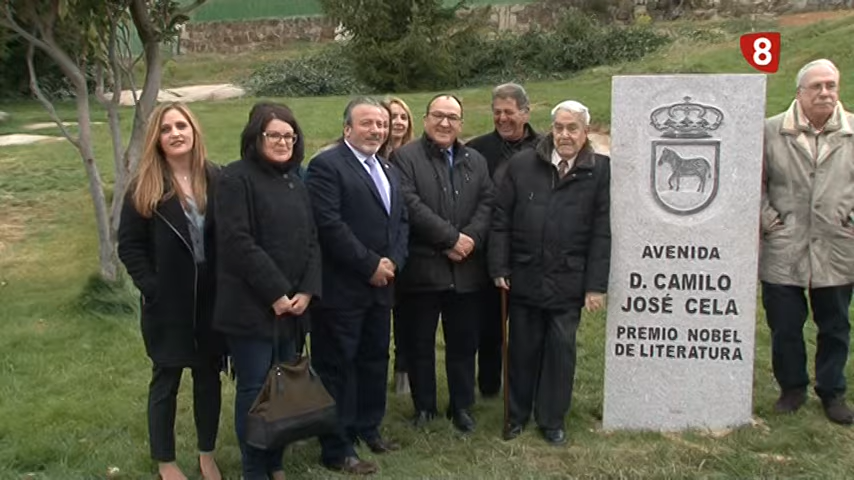 8
AVENIDA
D. CAMILO
JOSÉ CELA
PREMIO NOBEL
DE LITERATURA